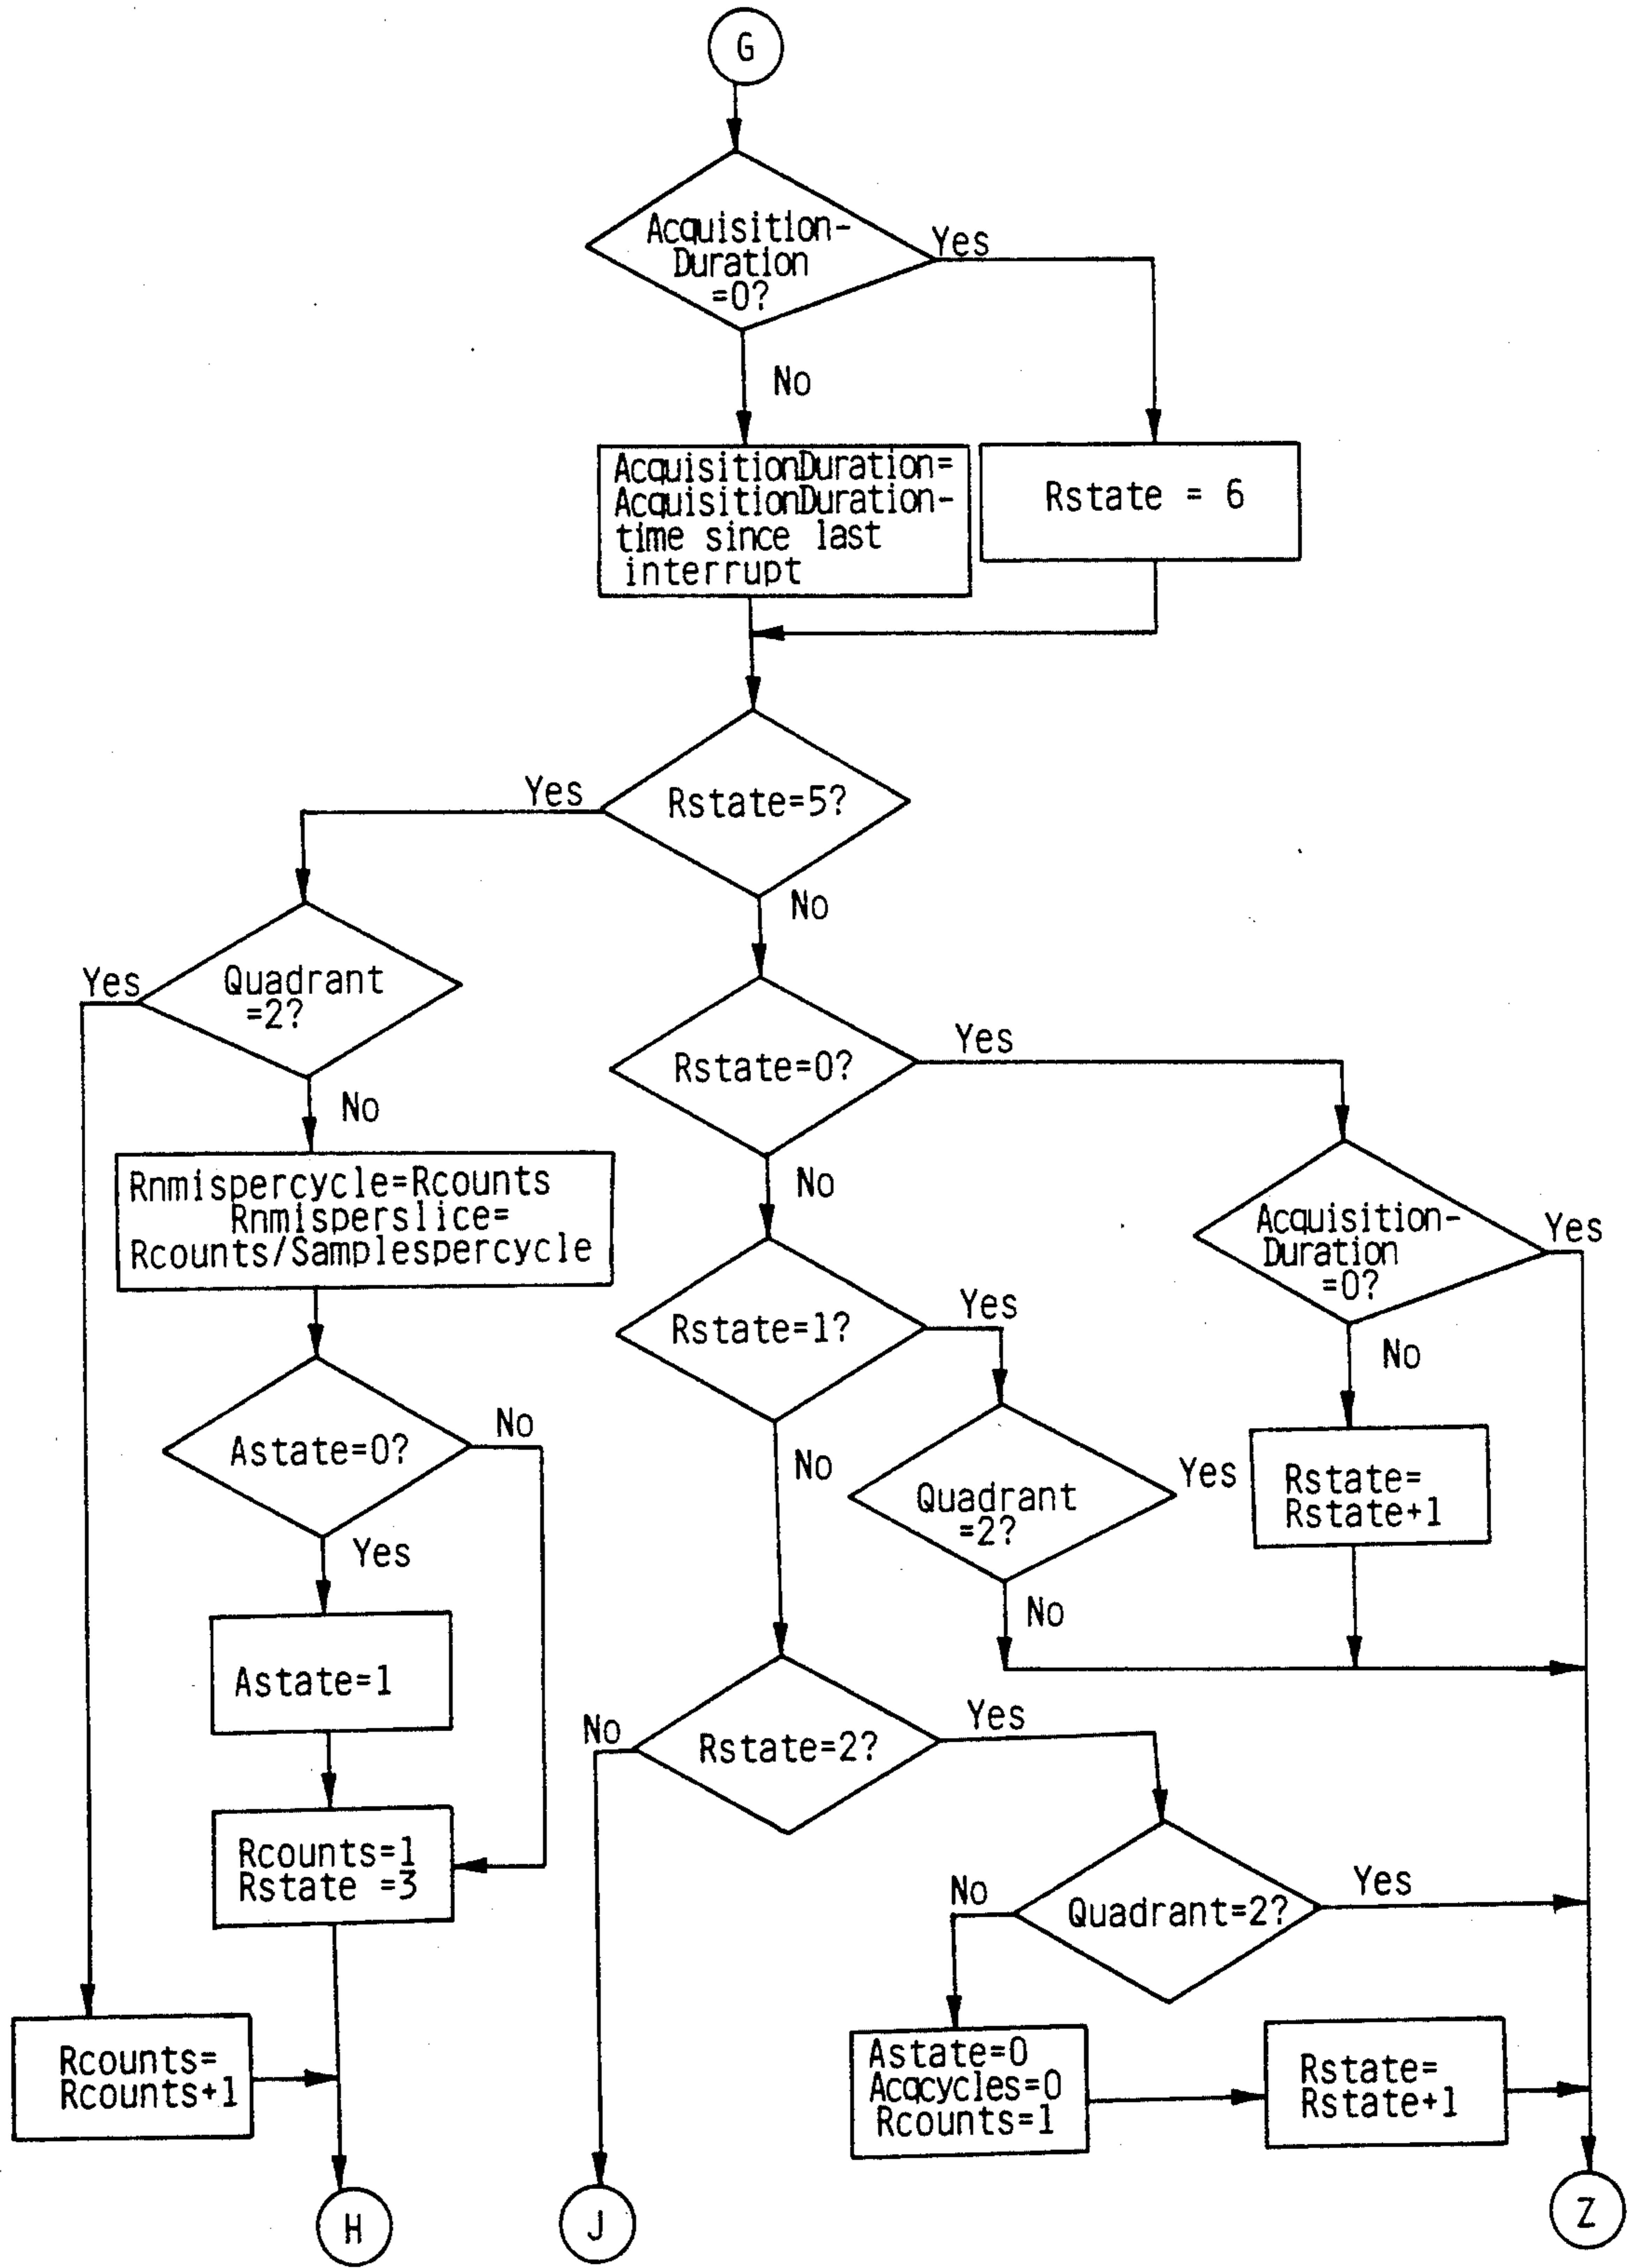 G
Acquisition-
Duration
=0?
Yes
No
AcquisitionDuration=
AcquisitionDuration-
time since last
interrupt
Rstate = 6
Yes
Rstate=5?
No
Yes
Quadrant
=2?
No
Rstate=0?
Yes
No
Rnmispercycle=Rcounts
Rnmisperslice=
Rcounts/Samplespercycle
Acquisition-
Duration
=0?
Yes
No
Rstate=1?
Yes
No
Astate=0?
No
Yes
Quadrant
=2?
Yes
No
Rstate=
Rstate+1
Astate=1
No
Rstate=2?
Yes
Rcounts=1
Rstate =3
No
Quadrant=2?
Yes
Rcounts=
Rcounts+1
Astate=0
Acqcycles=0
Rcounts=1
Rstate=
Rstate+1
H
J
Z